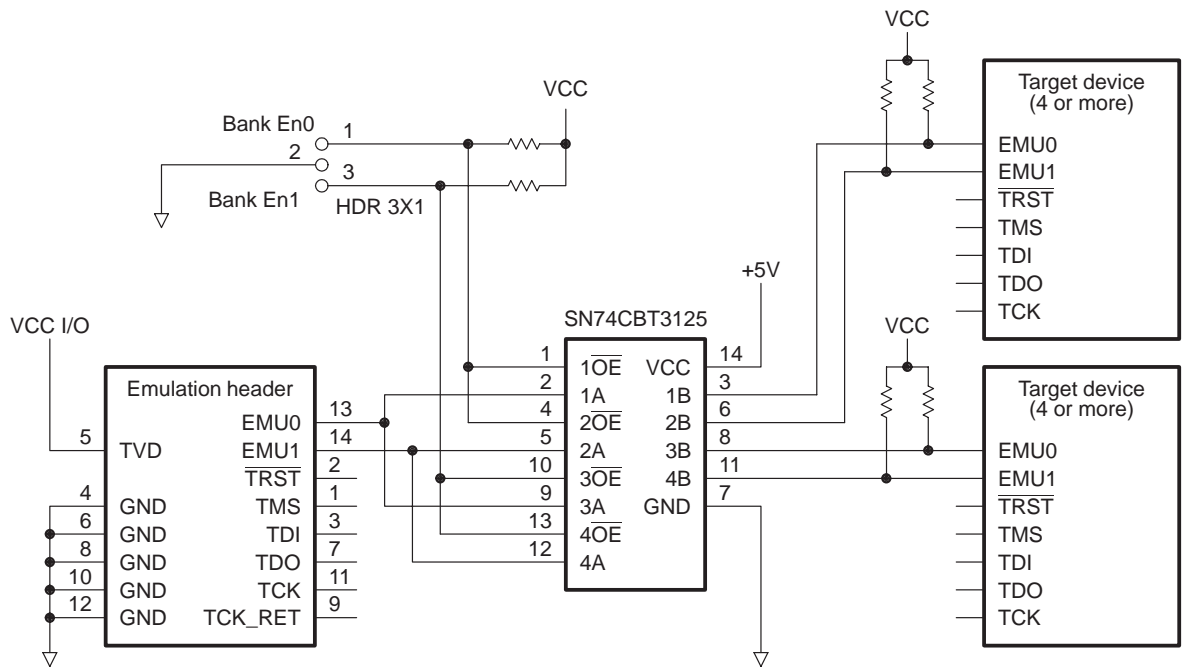 VCC
Target device
(4 or more)
EMU0
EMU1
TRST
TMS
TDI
TDO
TCK
VCC
Bank En0
1
2
3
Bank En1
HDR 3X1
+5V
SN74CBT3125
1 1OE VCC 14
2 1A 1B 3
4 2OE 2B 6
5 2A 3B 8
10 3OE 4B 11
9 3A GND 7
13 4OE
12 4A
VCC I/O
Emulation header
EMU0 13
5 TVD EMU1 14
TRST 2
4 GND TMS 1
6 GND TDI 3
8 GND TDO 7
10 GND TCK 11
12 GND TCK_RET 9
VCC
Target device
(4 or more)
EMU0
EMU1
TRST
TMS
TDI
TDO
TCK